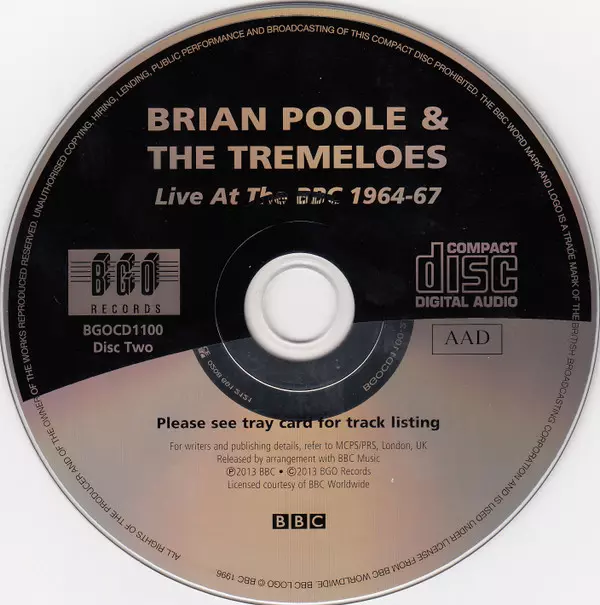 ALL RIGHTS OF THE PRODUCER AND OF THE OWNER OF THE WORKS REPRODUCED RESERVED. UNAUTHORISED COPYING, HIRING, LENDING, PUBLIC PERFORMANCE AND BROADCASTING OF THIS COMPACT DISC PROHIBITED. THE BBC WORD MARK AND LOGO IS A TRADE MARK OF THE BRITISH BROADCASTING CORPORATION AND IS USED UNDER LICENSE FROM BBC WORLDWIDE. BBC LOGO © BBC 1996.
BRIAN POOLE &
THE TREMELOES
Live At The BBC 1964-67
BGO
RECORDS
BGOCD1100
Disc Two
COMPACT
disc
DIGITAL AUDIO
AAD
Please see tray card for track listing
For writers and publishing details, refer to MCPS/PRS, London, UK
Released by arrangement with BBC Music
℗2013 BBC • ©2013 BGO Records
Licensed courtesy of BBC Worldwide
BBC